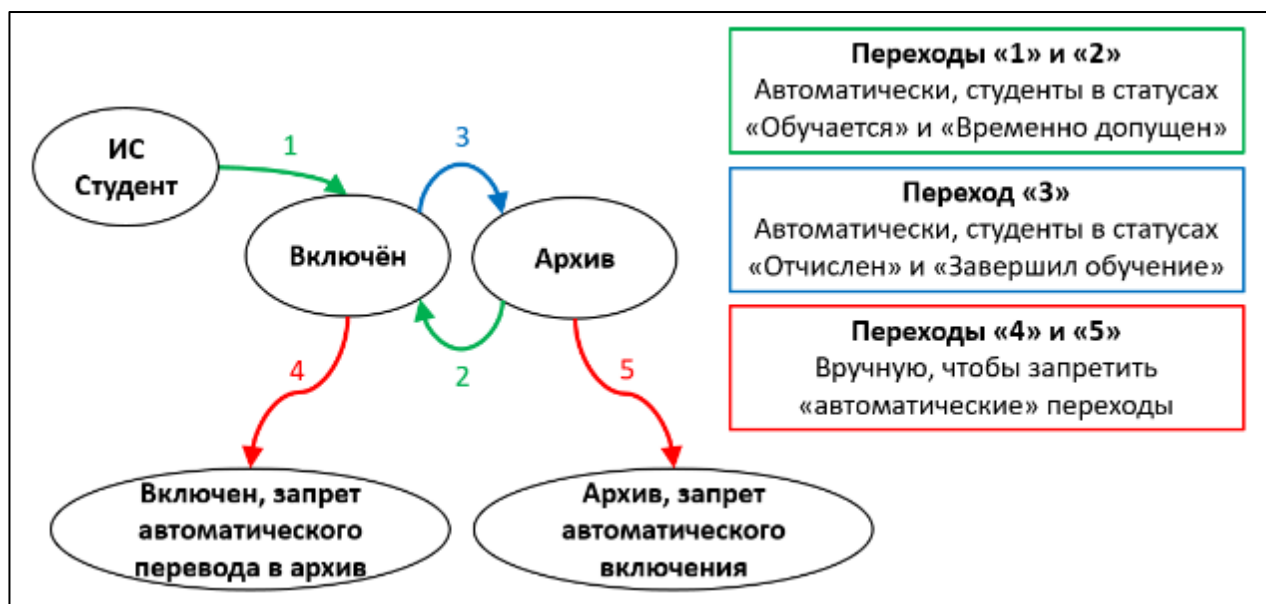 ИС
Студент
1
3
Включён
Архив
4
2
5
Включен, запрет
автоматического
перевода в архив
Архив, запрет
автоматического
включения
Переходы «1» и «2»
Автоматически, студенты в статусах
«Обучается» и «Временно допущен»
Переход «3»
Автоматически, студенты в статусах
«Отчислен» и «Завершил обучение»
Переходы «4» и «5»
Вручную, чтобы запретить
«автоматические» переходы